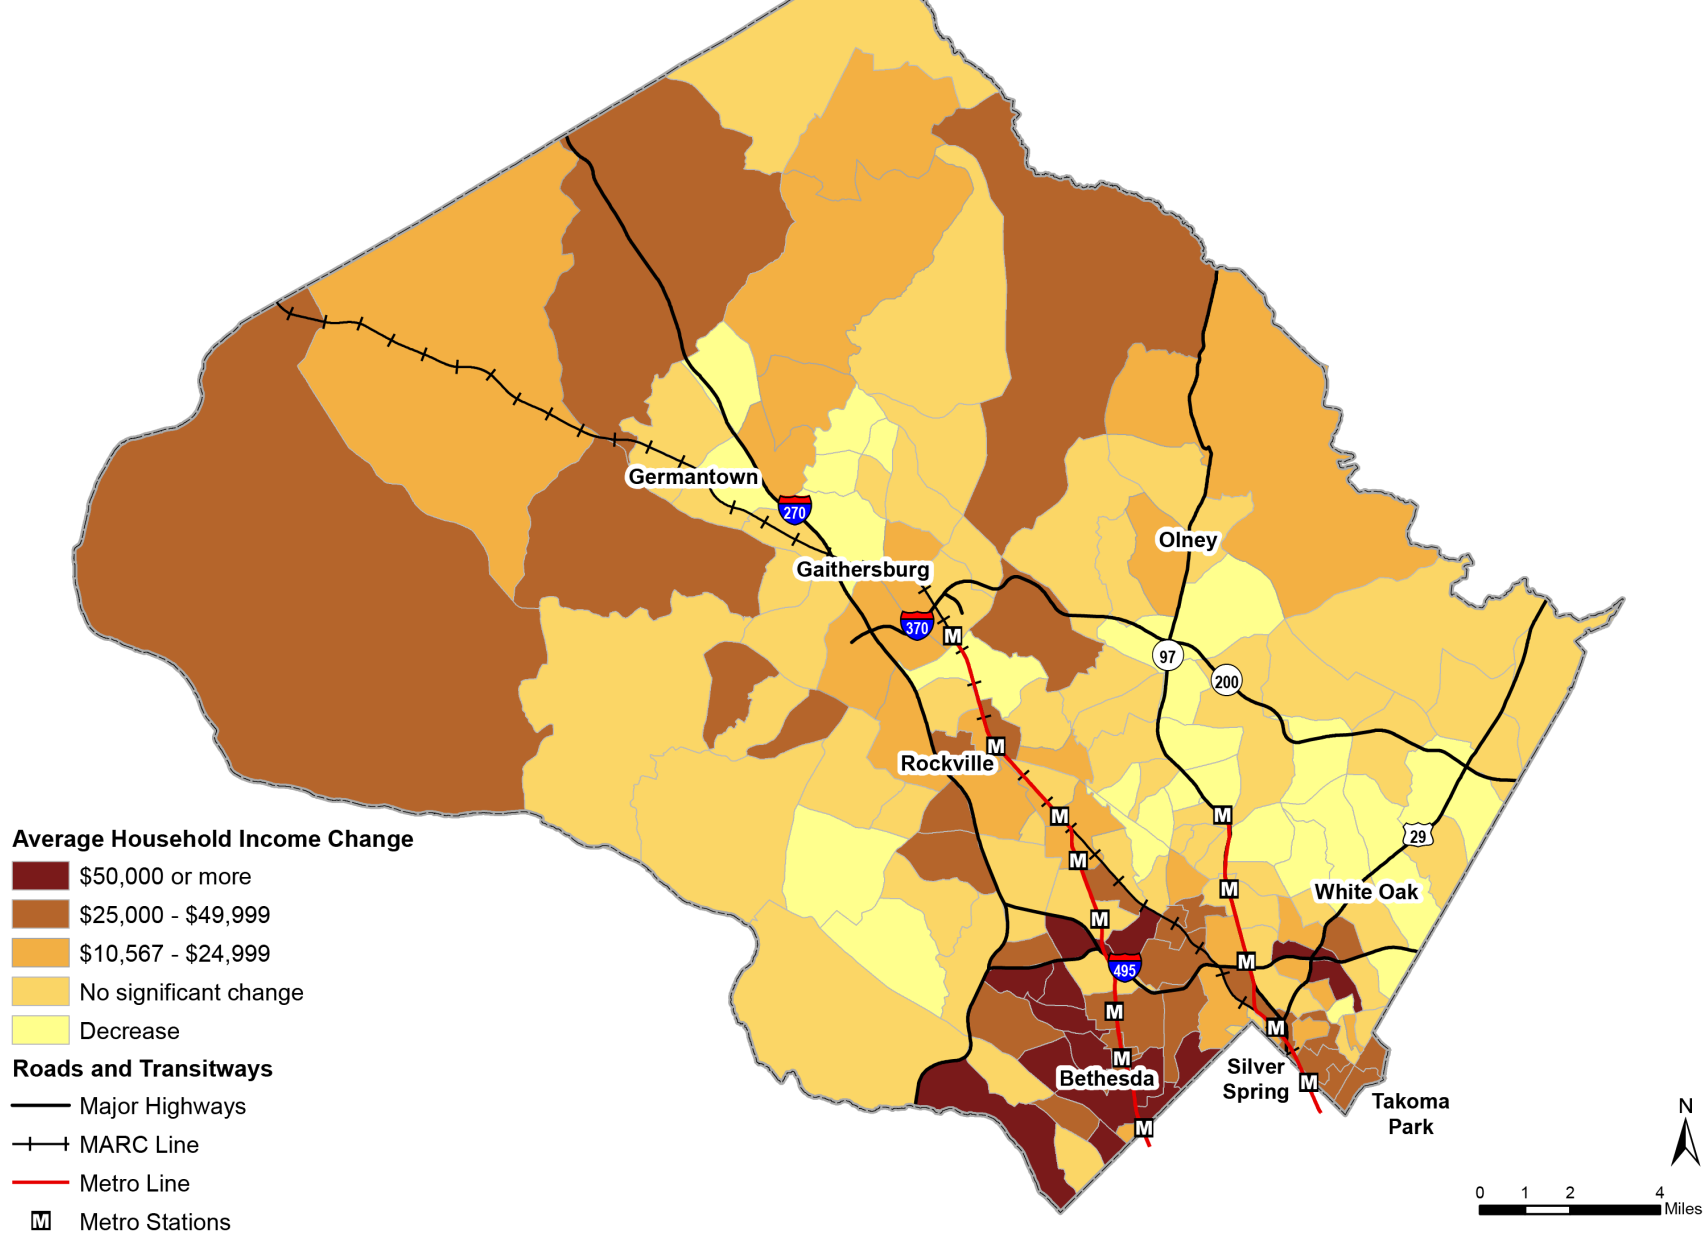 Germantown
270
Gaithersburg
Olney
370
M
97
200
Rockville
M
M
M
29
M
M
White Oak
M
M
495
M
M
M
Bethesda
Silver
Spring
M
Takoma
Park
M
Average Household Income Change
$50,000 or more
$25,000 - $49,999
$10,567 - $24,999
No significant change
Decrease
Roads and Transitways
Major Highways
MARC Line
Metro Line
M Metro Stations
N
0 1 2 4
Miles